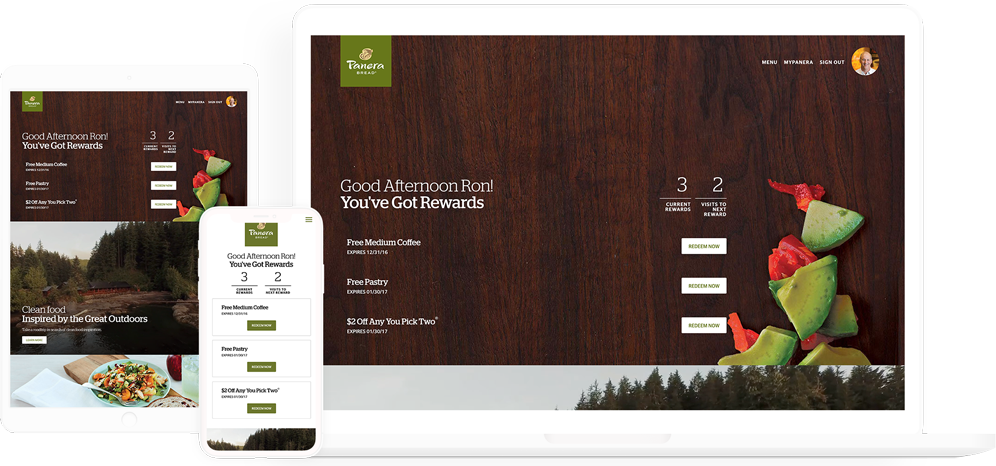 Panera
BREAD®
MENU MYPANERA SIGN OUT
Good Afternoon Ron!
You've Got Rewards
3 2
CURRENT REWARDS VISITS TO NEXT REWARD
Free Medium Coffee
EXPIRES 12/31/16
REDEEM NOW
Free Pastry
EXPIRES 01/30/17
REDEEM NOW
$2 Off Any You Pick Two®
EXPIRES 01/30/17
REDEEM NOW
Clean food
Inspired by the Great Outdoors
LEARN MORE
Panera
BREAD
Good Afternoon Ron!
You've Got Rewards
3 2
CURRENT REWARDS VISITS TO NEXT REWARD
Free Medium Coffee
EXPIRES 12/31/16
REDEEM NOW
Free Pastry
EXPIRES 01/30/17
REDEEM NOW
$2 Off Any You Pick Two®
EXPIRES 01/30/17
REDEEM NOW
Panera
BREAD®
MENU MYPANERA SIGN OUT
Good Afternoon Ron!
You've Got Rewards
3 2
CURRENT
REWARDS
VISITS TO
NEXT
REWARD
Free Medium Coffee
EXPIRES 12/31/16
REDEEM NOW
Free Pastry
EXPIRES 01/30/17
REDEEM NOW
$2 Off Any You Pick Two®
EXPIRES 01/30/17
REDEEM NOW